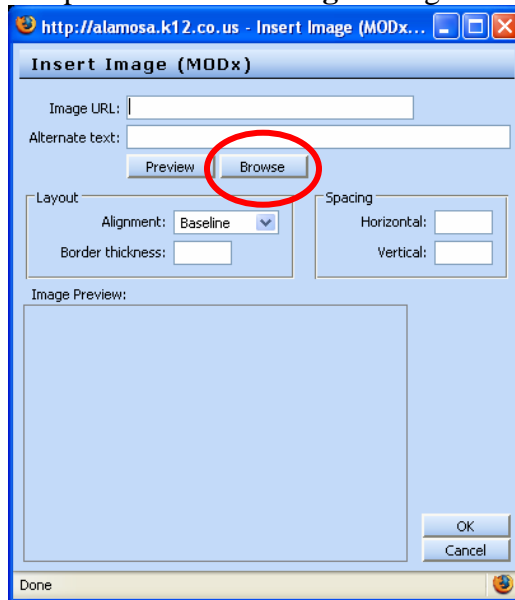 http://alamosa.k12.co.us - Insert Image (MODx...
Insert Image (MODx)
Image URL:
Alternate text:
Preview Browse
Layout Spacing
Alignment: Baseline Horizontal:
Border thickness: Vertical:
Image Preview:
OK
Cancel
Done